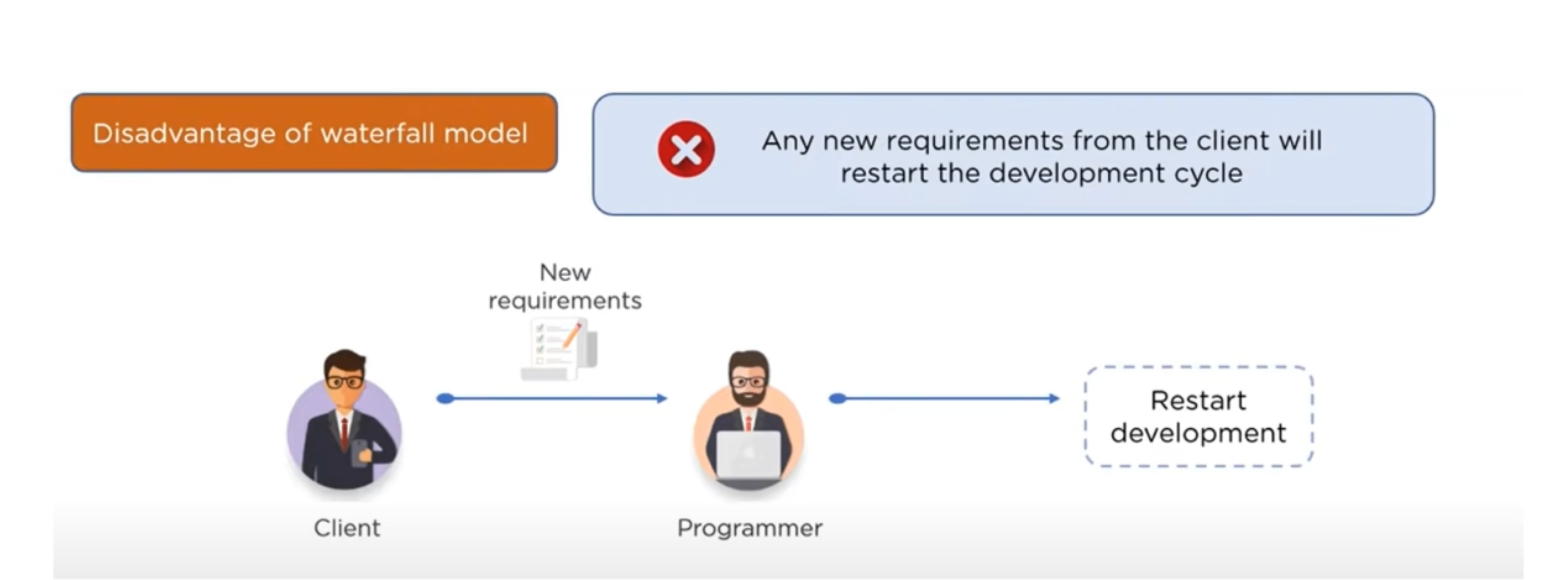 Disadvantage of waterfall model
Any new requirements from the client will
restart the development cycle
New
requirements
Restart
development
Client
Programmer